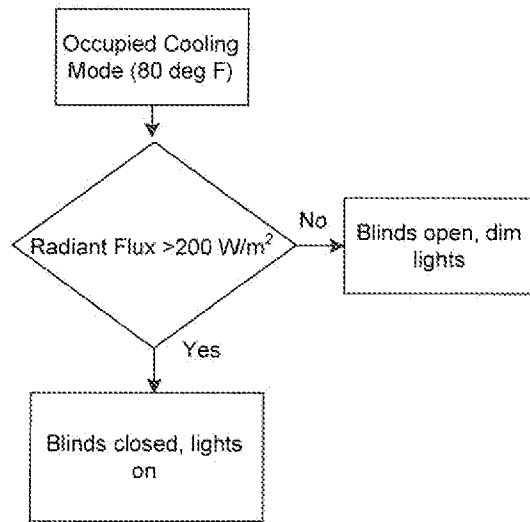 Occupied Cooling
Mode (80 deg F)
Radiant Flux >200 W/m²
No
Blinds open, dim
lights
Yes
Blinds closed, lights
on